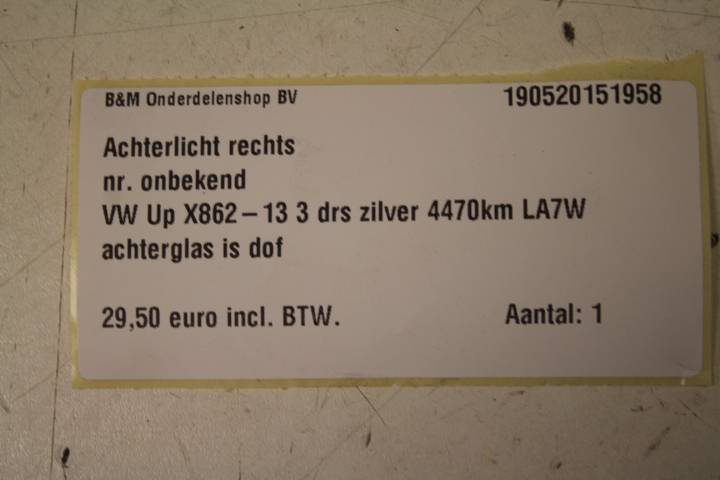 B&M Onderdelenshop BV 190520151958
Achterlicht rechts
nr. onbekend
VW Up X862-13 3 drs zilver 4470km LA7W
achterglas is dof
29,50 euro incl. BTW. Aantal: 1